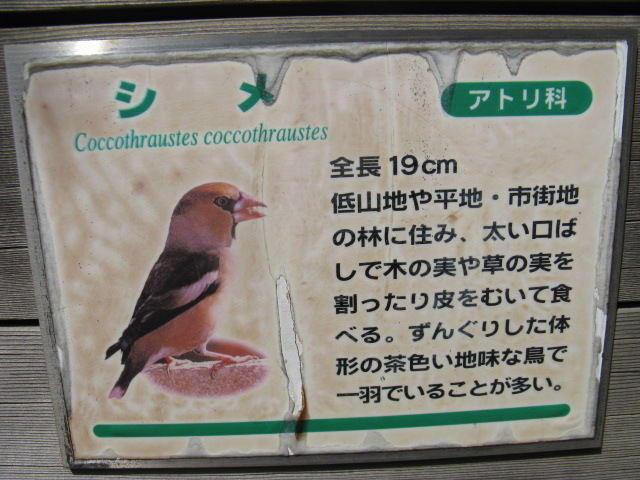 シメ
アトリ科
Coccothraustes coccothraustes
全長19cm
低山地や平地・市街地
の林に住み、太い口ば
しで木の実や草の実を
割ったり皮をむいて食
べる。ずんぐりした体
形の茶色い地味な鳥で
一羽でいることが多い。